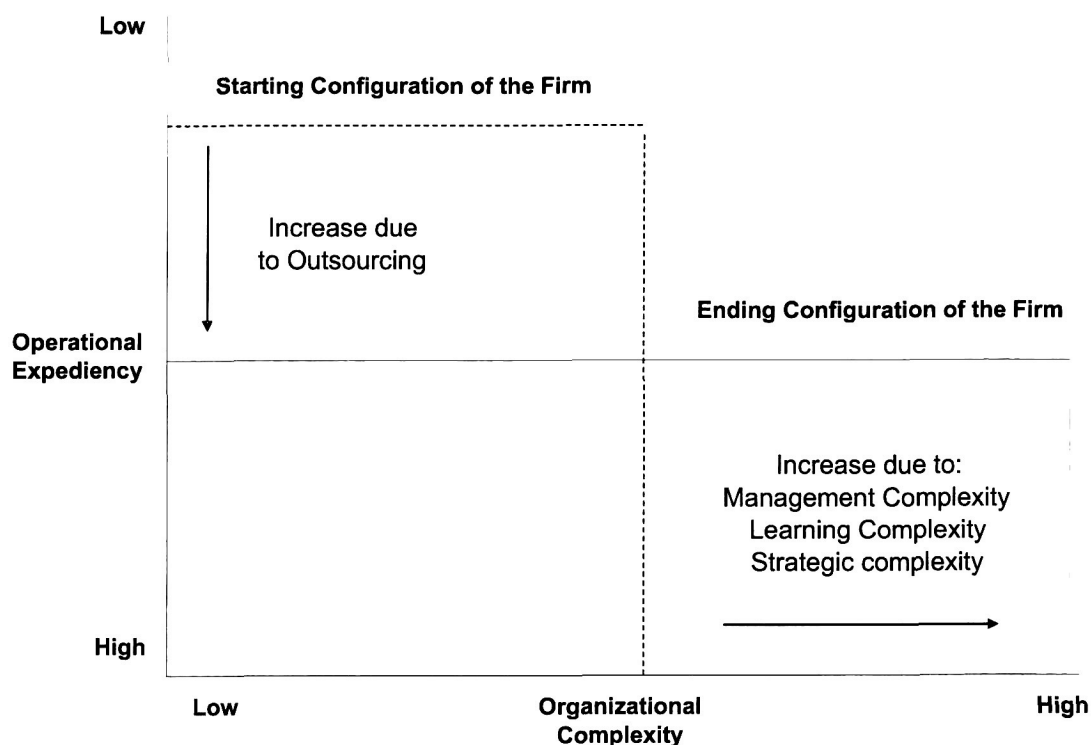 Low
Starting Configuration of the Firm
Increase due
to Outsourcing
Ending Configuration of the Firm
Operational
Expediency
Increase due to:
Management Complexity
Learning Complexity
Strategic complexity
High
Low
Organizational
Complexity
High